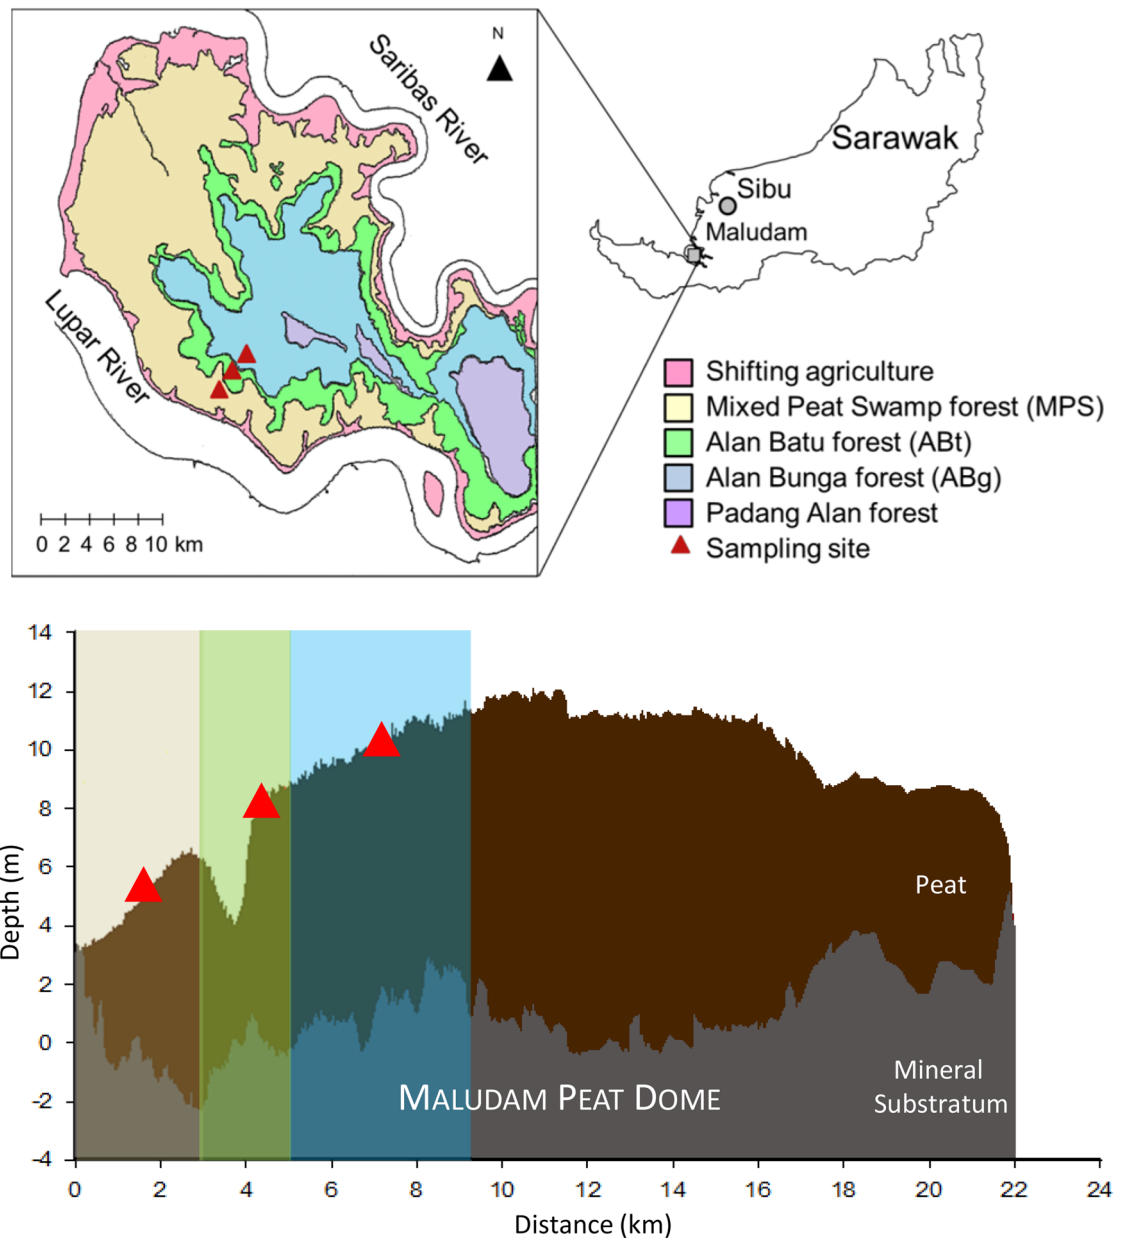 N
Saribas River
Lupar River
0 2 4 6 8 10 km
Sarawak
Sibu
Maludam
Shifting agriculture
Mixed Peat Swamp forest (MPS)
Alan Batu forest (ABt)
Alan Bunga forest (ABg)
Padang Alan forest
Sampling site
14
12
10
8
6
4
2
0
-2
-4
Depth (m)
Peat
Mineral
Substratum
MALUDAM PEAT DOME
0 2 4 6 8 10 12 14 16 18 20 22 24
Distance (km)